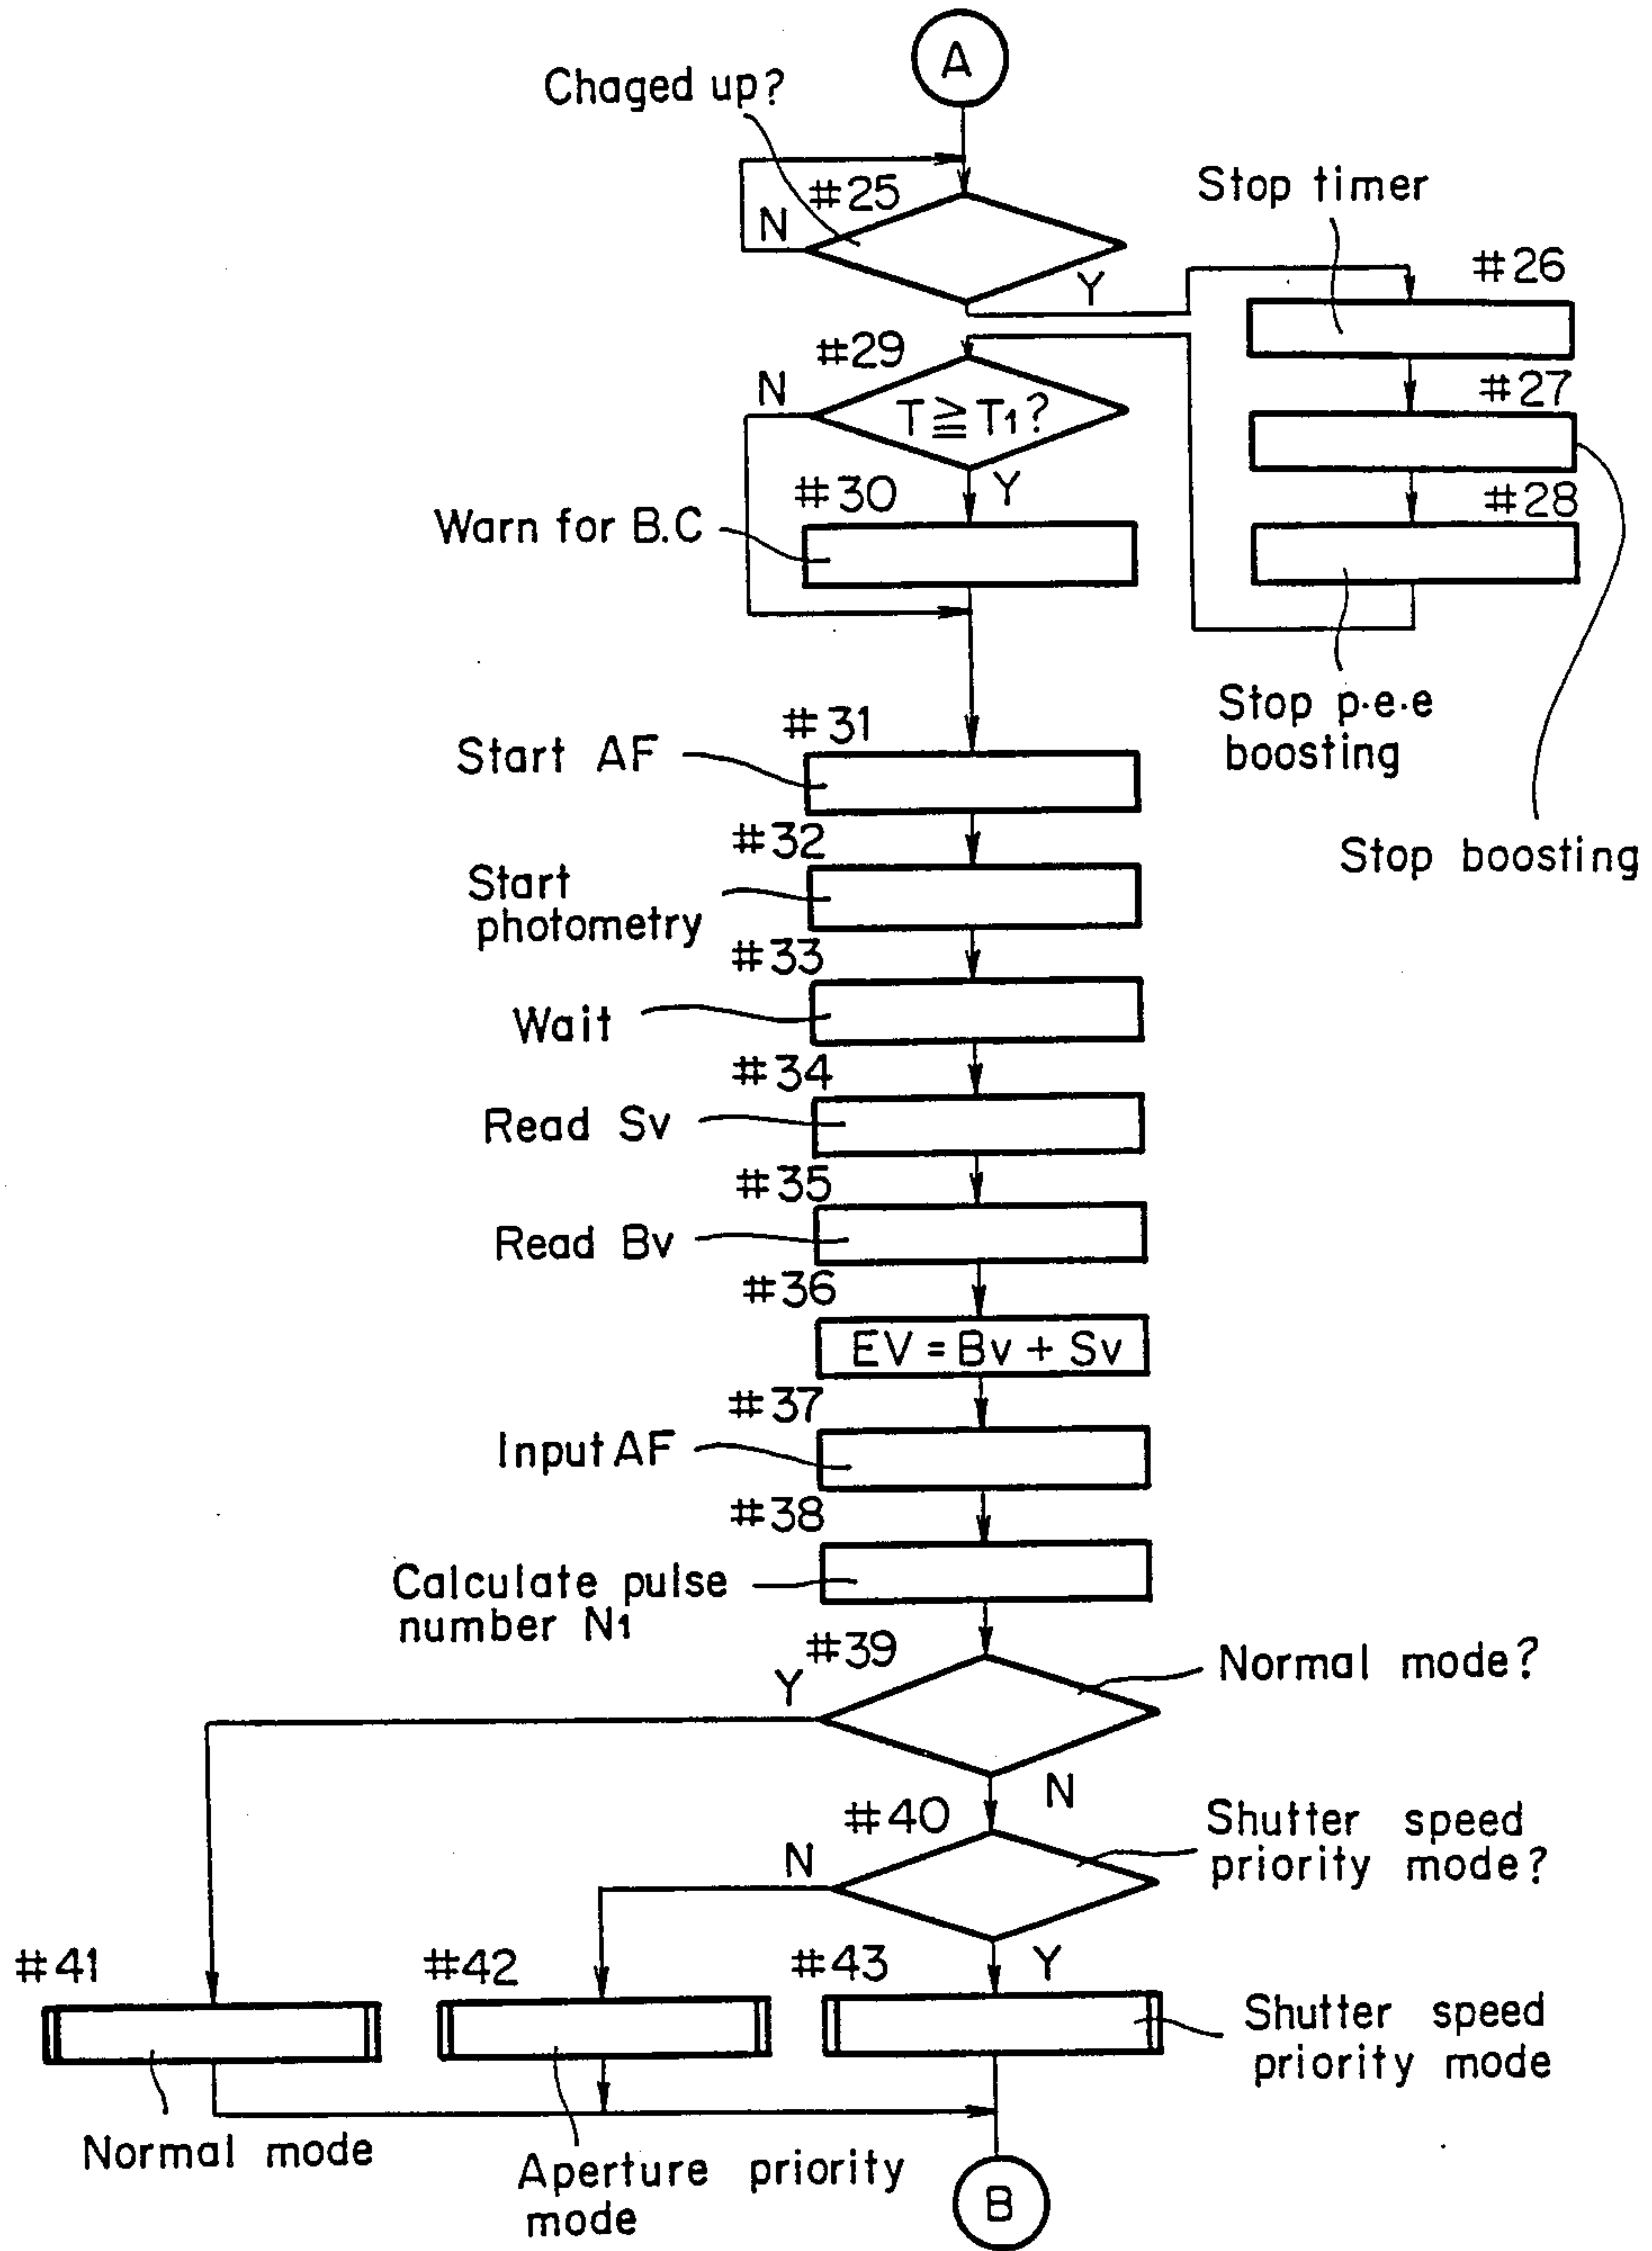 A
Chaged up?
#25
N
Y
Stop timer
#26
#27
#28
Stop p·e·e
boosting
Stop boosting
#29
N
T ≧ T1?
Y
#30
Warn for B.C
#31
Start AF
#32
Start
photometry
#33
Wait
#34
Read Sv
#35
Read Bv
#36
EV = Bv + Sv
#37
Input AF
#38
Calculate pulse
number N1
#39
Y
Normal mode?
N
#40
N
Shutter speed
priority mode?
Y
#41
#42
#43
Normal mode
Aperture priority
mode
Shutter speed
priority mode
B